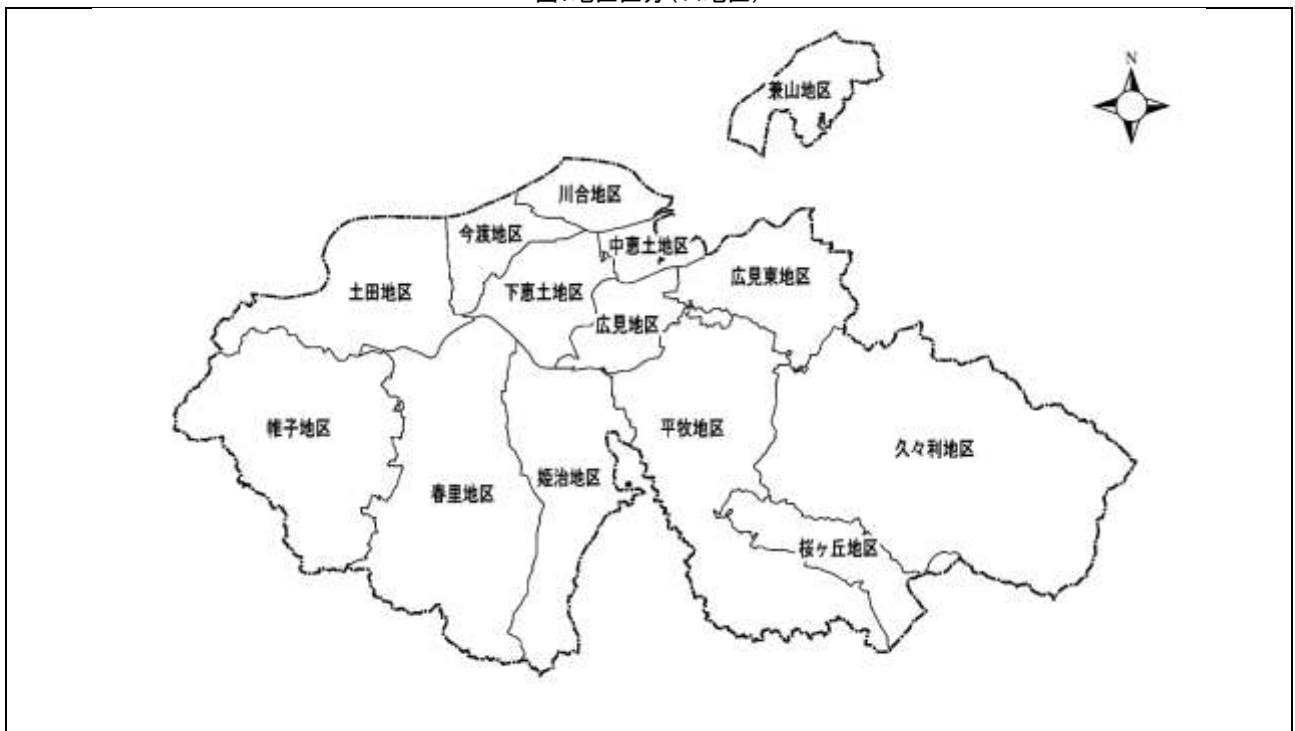 N
兼山地区
川合地区
今渡地区
中恵土地区
広見東地区
土田地区
下恵土地区
広見地区
帷子地区
平牧地区
久々利地区
姫治地区
春里地区
桜ヶ丘地区